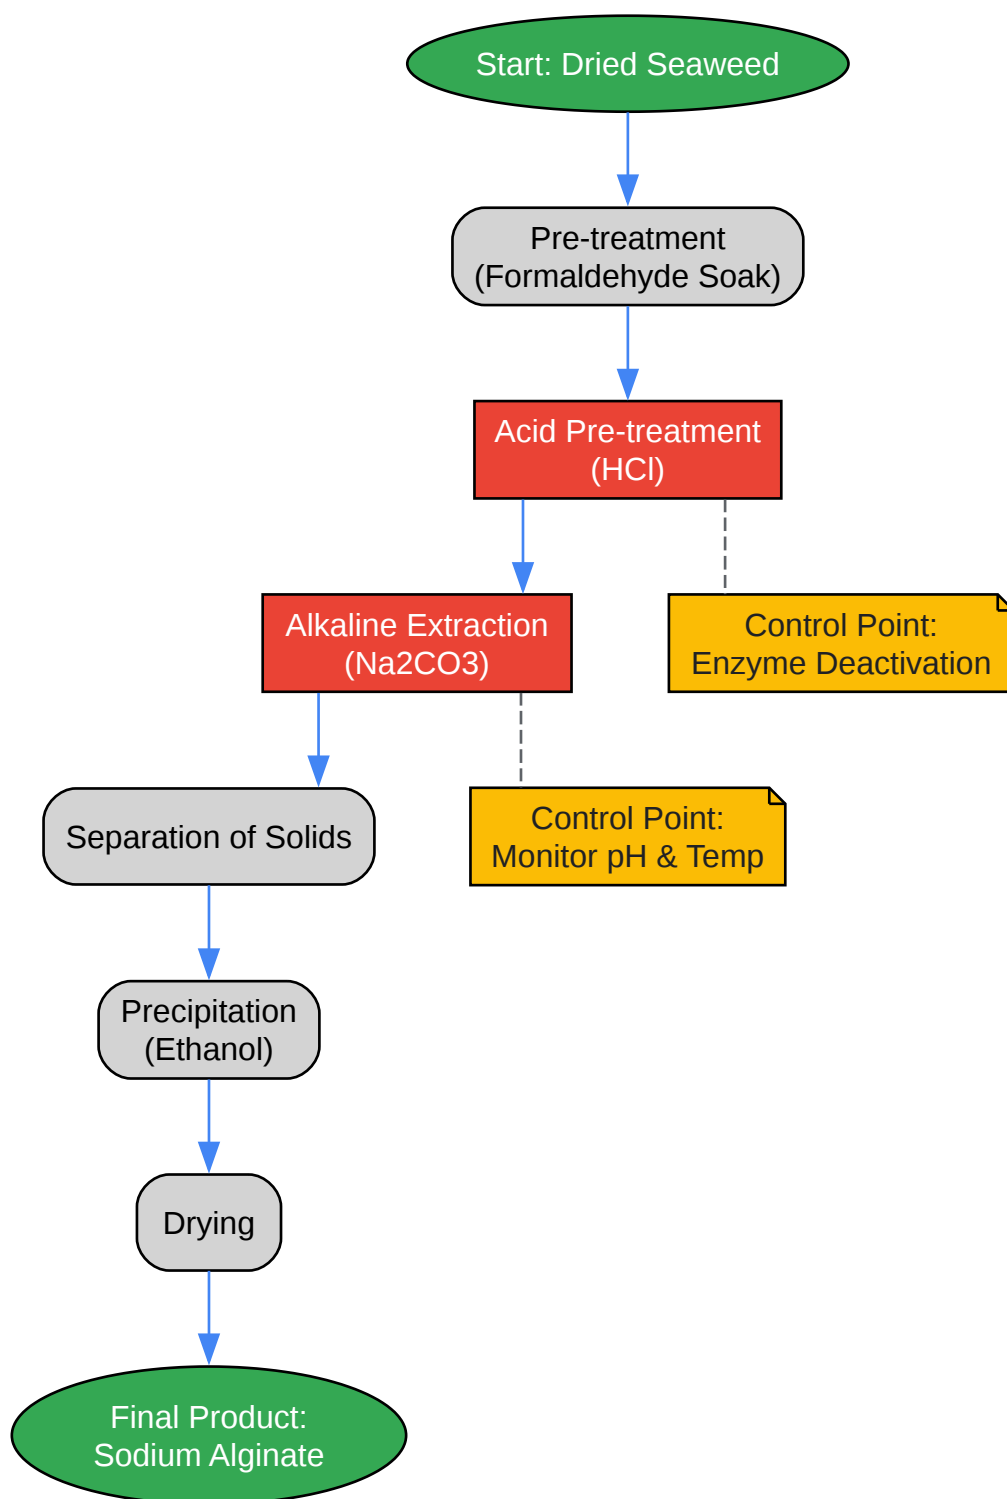 Start: Dried Seaweed
Pre-treatment
(Formaldehyde Soak)
Acid Pre-treatment
(HCl)
Alkaline Extraction
(Na2CO3)
Control Point:
Enzyme Deactivation
Separation of Solids
Control Point:
Monitor pH & Temp
Precipitation
(Ethanol)
Drying
Final Product:
Sodium Alginate